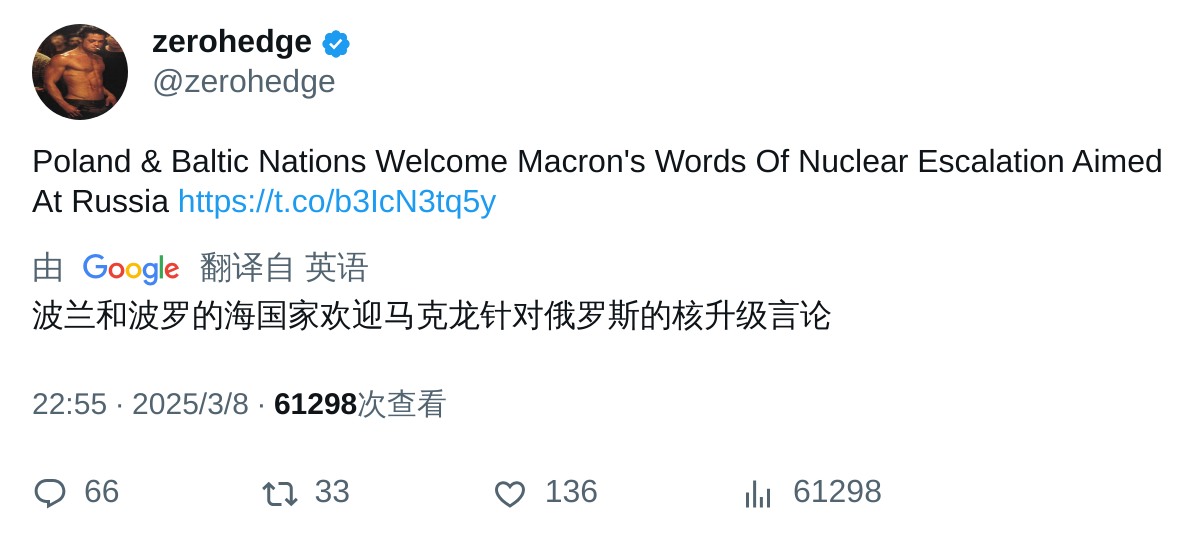 zerohedge
@zerohedge
Poland & Baltic Nations Welcome Macron's Words Of Nuclear Escalation Aimed
At Russia https://t.co/b3IcN3tq5y
由 Google 翻译自 英语
波兰和波罗的海国家欢迎马克龙针对俄罗斯的核升级言论
22:55 · 2025/3/8 · 61298次查看
66 33 136 61298